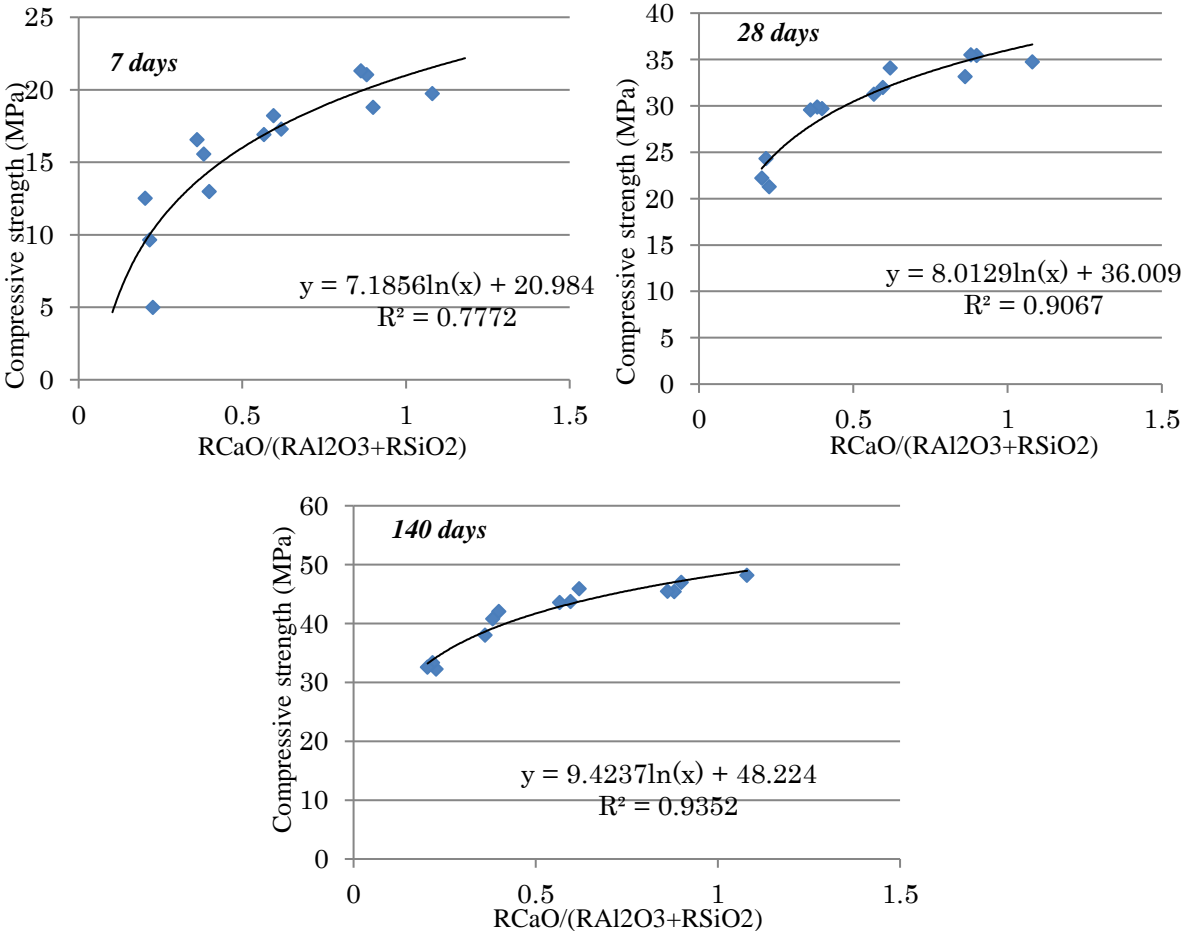 7 days
Compressive strength (MPa)
25
20
15
10
5
0
y = 7.1856ln(x) + 20.984
R² = 0.7772
0 0.5 1 1.5
RCaO/(RAl2O3+RSiO2)
28 days
Compressive strength (MPa)
40
35
30
25
20
15
10
5
0
y = 8.0129ln(x) + 36.009
R² = 0.9067
0 0.5 1 1.5
RCaO/(RAl2O3+RSiO2)
140 days
Compressive strength (MPa)
60
50
40
30
20
10
0
y = 9.4237ln(x) + 48.224
R² = 0.9352
0 0.5 1 1.5
RCaO/(RAl2O3+RSiO2)